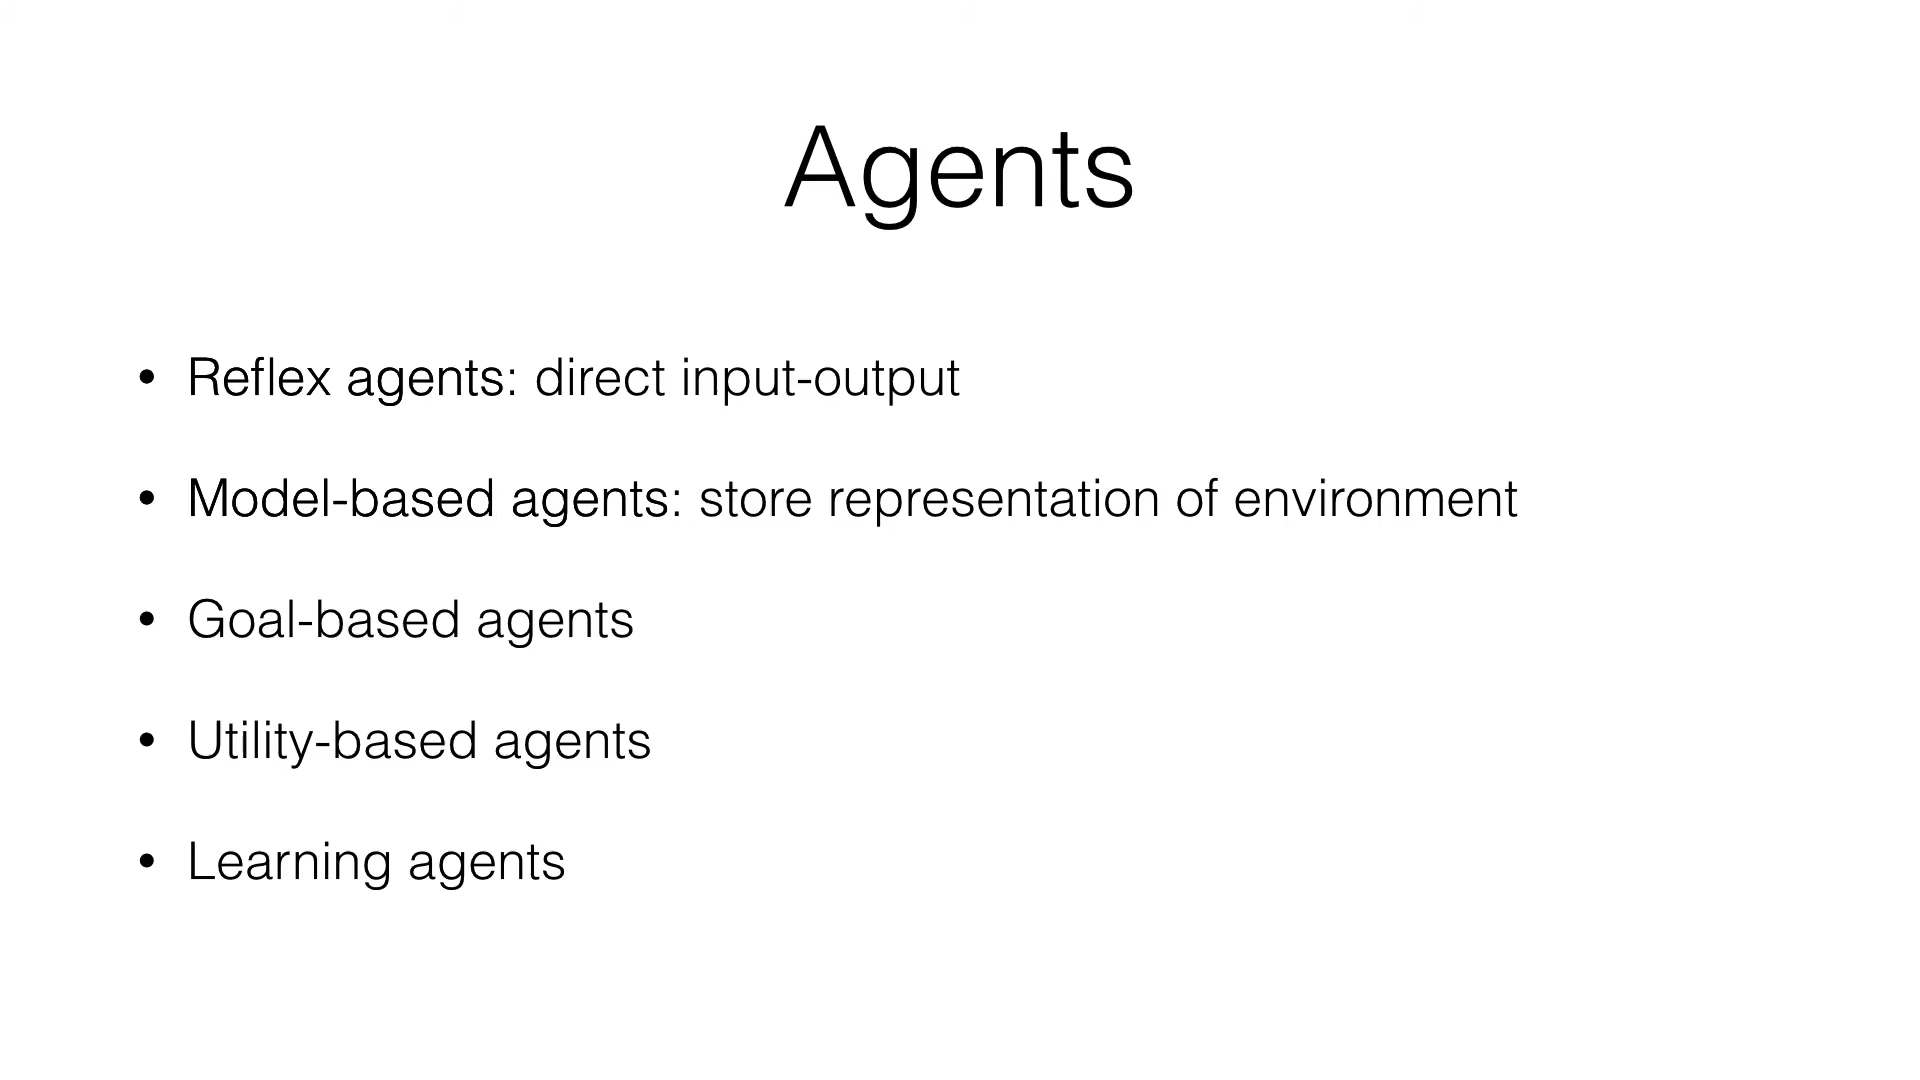 Agents
• Reflex agents: direct input-output
• Model-based agents: store representation of environment
• Goal-based agents
• Utility-based agents
• Learning agents